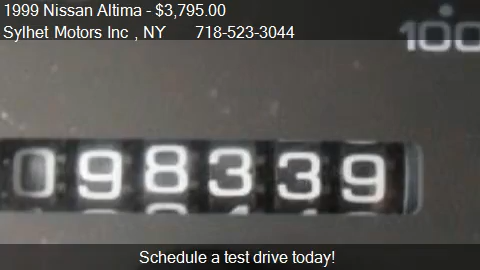 1999 Nissan Altima - $3,795.00
Sylhet Motors Inc , NY 718-523-3044
100
098339
Schedule a test drive today!